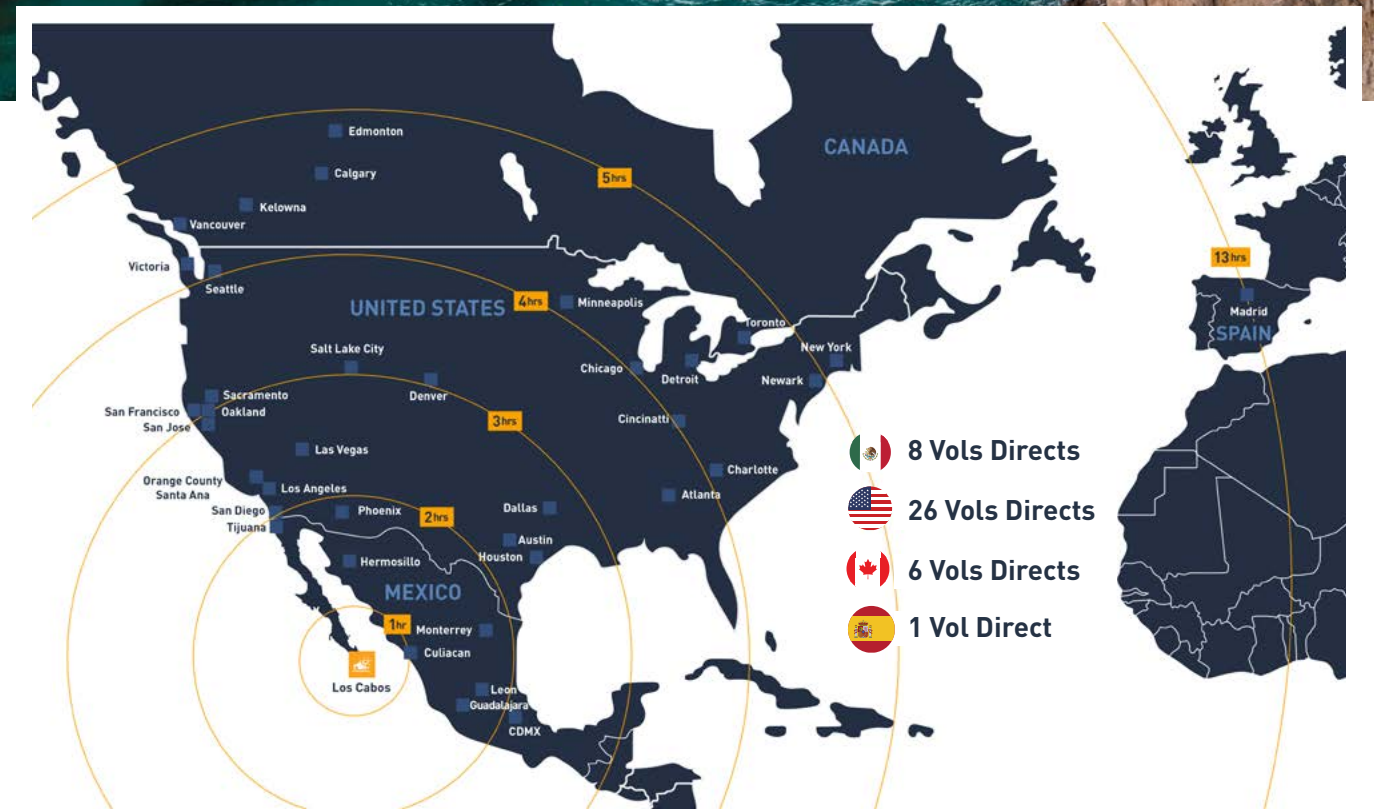 Edmonton
CANADA
Calgary
5hrs
Kelowna
Vancouver
13hrs
Victoria
Seattle
UNITED STATES
4hrs
Minneapolis
Madrid
SPAIN
Toronto
Salt Lake City
New York
Chicago
Detroit
Newark
Denver
Sacramento
San Francisco
Oakland
San Jose
3hrs
Cincinatti
Las Vegas
8 Vols Directs
Charlotte
Orange County
Santa Ana
Los Angeles
Atlanta
San Diego
Phoenix
2hrs
Dallas
26 Vols Directs
Tijuana
Austin
Houston
Hermosillo
6 Vols Directs
MEXICO
1hr
Monterrey
1 Vol Direct
Culiacan
Los Cabos
Leon
Guadalajara
CDMX